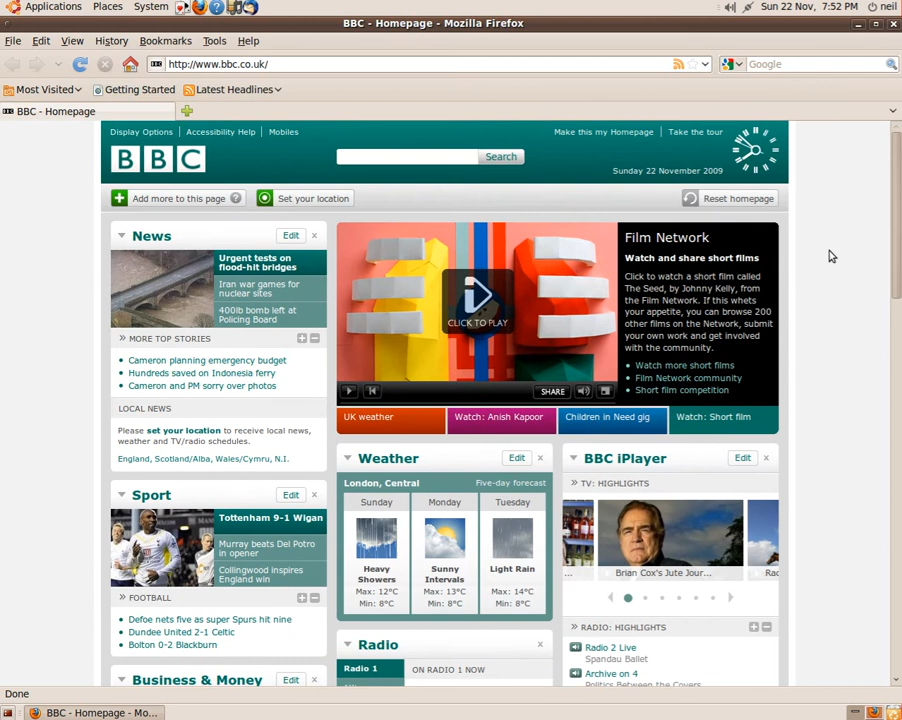 Applications Places System
Sun 22 Nov, 7:52 PM neil
BBC - Homepage - Mozilla Firefox
File Edit View History Bookmarks Tools Help
http://www.bbc.co.uk/
Google
Most Visited Getting Started Latest Headlines
BBC - Homepage
Display Options Accessibility Help Mobiles
Make this my Homepage Take the tour
BBC
Search
Sunday 22 November 2009
Add more to this page ? Set your location
Reset homepage
News Edit
Urgent tests on
flood-hit bridges
Iran war games for
nuclear sites
400lb bomb left at
Policing Board
MORE TOP STORIES
Cameron planning emergency budget
Hundreds saved on Indonesia ferry
Cameron and PM sorry over photos
LOCAL NEWS
Please set your location to receive local news,
weather and TV/radio schedules.
England, Scotland/Alba, Wales/Cymru, N.I.
CLICK TO PLAY
SHARE
Film Network
Watch and share short films
Click to watch a short film called
The Seed, by Johnny Kelly, from
the Film Network. If this whets
your appetite, you can browse 200
other films on the Network, submit
your own work and get involved
with the community.
Watch more short films
Film Network community
Short film competition
UK weather
Watch: Anish Kapoor
Children in Need gig
Watch: Short film
Sport Edit
Tottenham 9-1 Wigan
Murray beats Del Potro
in opener
Collingwood inspires
England win
FOOTBALL
Defoe nets five as super Spurs hit nine
Dundee United 2-1 Celtic
Bolton 0-2 Blackburn
Business & Money Edit
Weather Edit
London, Central Five-day forecast
Sunday Monday Tuesday
Heavy
Showers
Sunny
Intervals
Light Rain
Max: 12°C Max: 13°C Max: 14°C
Min: 8°C Min: 8°C Min: 8°C
Radio
Radio 1 ON RADIO 1 NOW
BBC iPlayer Edit
TV: HIGHLIGHTS
... Brian Cox's Jute Jour...
RADIO: HIGHLIGHTS
Radio 2 Live
Spandau Ballet
Archive on 4
Politics Between the Covers
Done
BBC - Homepage - Mo...